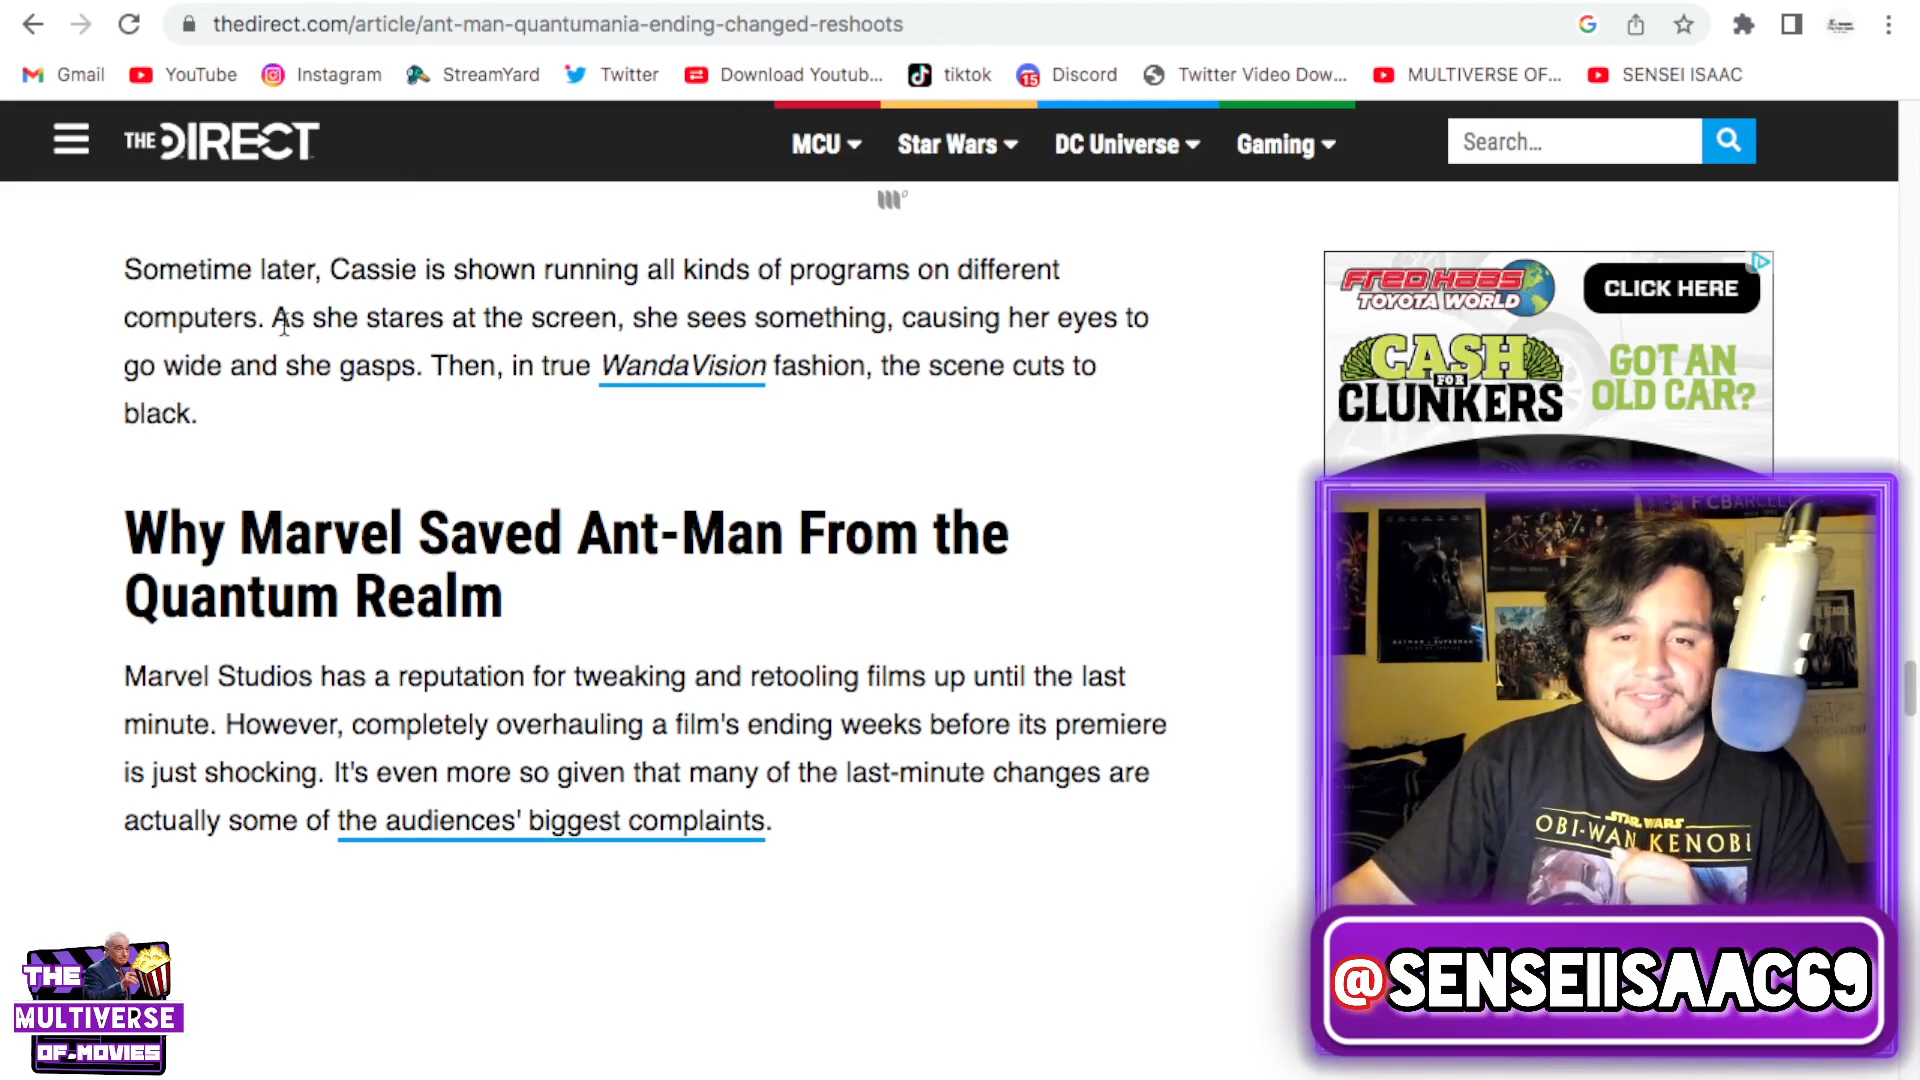 thedirect.com/article/ant-man-quantumania-ending-changed-reshoots
Gmail YouTube Instagram StreamYard Twitter Download Youtub... tiktok 15 Discord Twitter Video Dow... MULTIVERSE OF... SENSEI ISAAC
THE DIRECT MCU Star Wars DC Universe Gaming Search...
Sometime later, Cassie is shown running all kinds of programs on different
computers. As she stares at the screen, she sees something, causing her eyes to
go wide and she gasps. Then, in true WandaVision fashion, the scene cuts to
black.
FRED HAAS
TOYOTA WORLD
CLICK HERE
CASH
FOR
CLUNKERS
GOT AN
OLD CAR?
Why Marvel Saved Ant-Man From the
Quantum Realm
Marvel Studios has a reputation for tweaking and retooling films up until the last
minute. However, completely overhauling a film's ending weeks before its premiere
is just shocking. It's even more so given that many of the last-minute changes are
actually some of the audiences' biggest complaints.
FCBARCEL
BATMAN v SUPERMAN
STAR WARS
OBI-WAN KENOBI
@SENSEIISAAC69
THE
MULTIVERSE
OF-MOVIES